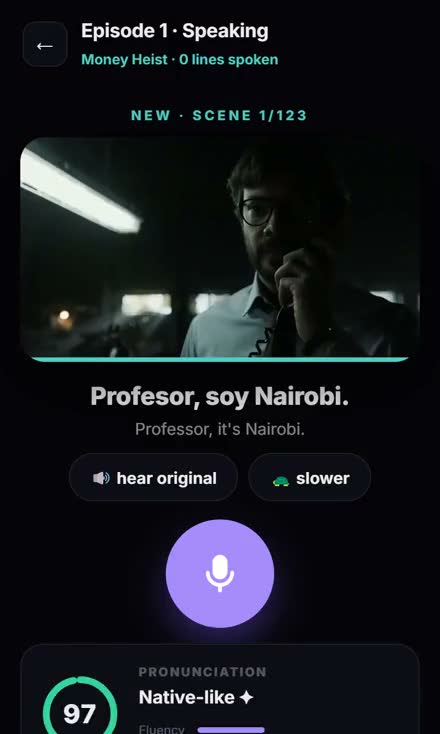 Episode 1 · Speaking
Money Heist · 0 lines spoken
NEW · SCENE 1/123
Profesor, soy Nairobi.
Professor, it's Nairobi.
hear original
slower
PRONUNCIATION
Native-like
97
Fluency